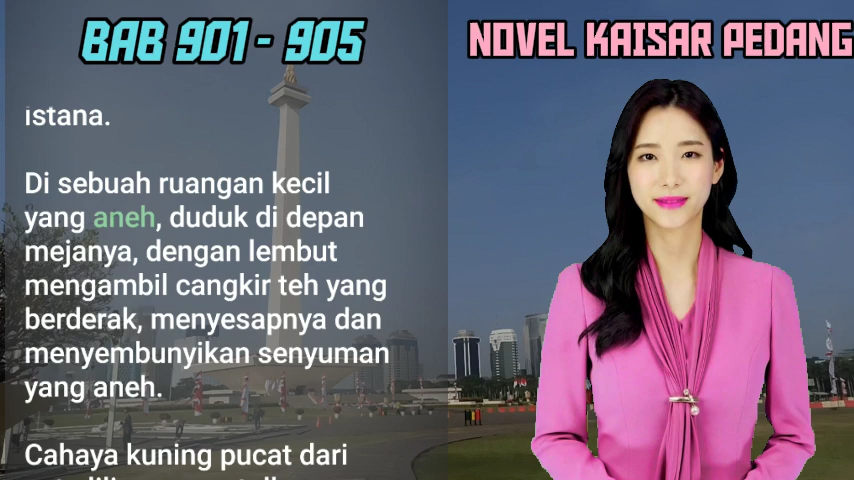 BAB 901 - 905
NOVEL KAISAR PEDANG
istana.
Di sebuah ruangan kecil
yang aneh, duduk di depan
mejanya, dengan lembut
mengambil cangkir teh yang
berderak, menyesapnya dan
menyembunyikan senyuman
yang aneh.
Cahaya kuning pucat dari